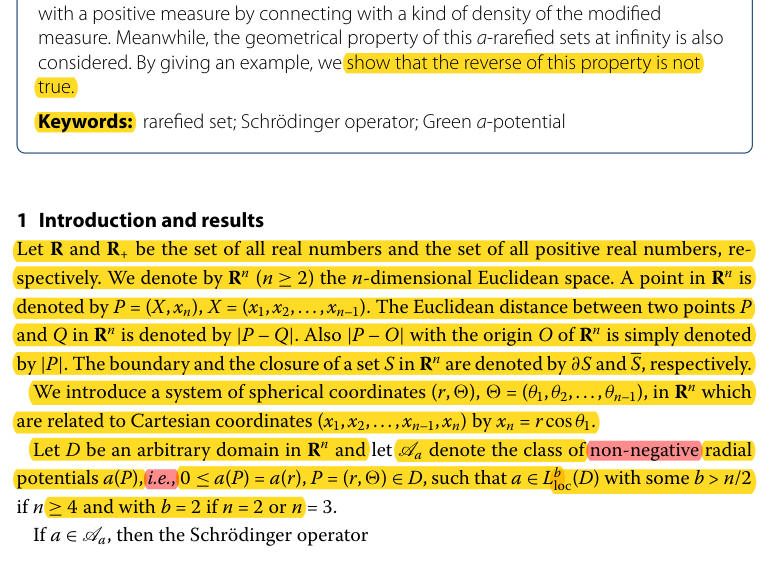 with a positive measure by connecting with a kind of density of the modified
measure. Meanwhile, the geometrical property of this a-rarefied sets at infinity is also
considered. By giving an example, we show that the reverse of this property is not
true.
Keywords: rarefied set; Schrödinger operator; Green a-potential
1 Introduction and results
Let R and R₊ be the set of all real numbers and the set of all positive real numbers, re-
spectively. We denote by Rⁿ (n ≥ 2) the n-dimensional Euclidean space. A point in Rⁿ is
denoted by P = (X, xₙ), X = (x₁, x₂, . . . , xₙ₋₁). The Euclidean distance between two points P
and Q in Rⁿ is denoted by |P – Q|. Also |P – O| with the origin O of Rⁿ is simply denoted
by |P|. The boundary and the closure of a set S in Rⁿ are denoted by ∂S and S̅, respectively.
We introduce a system of spherical coordinates (r, Θ), Θ = (θ₁, θ₂, . . . , θₙ₋₁), in Rⁿ which
are related to Cartesian coordinates (x₁, x₂, . . . , xₙ₋₁, xₙ) by xₙ = r cos θ₁.
Let D be an arbitrary domain in Rⁿ and let 𝒜ₐ denote the class of non-negative radial
potentials a(P), i.e., 0 ≤ a(P) = a(r), P = (r, Θ) ∈ D, such that a ∈ L^b_loc(D) with some b > n/2
if n ≥ 4 and with b = 2 if n = 2 or n = 3.
If a ∈ 𝒜ₐ, then the Schrödinger operator